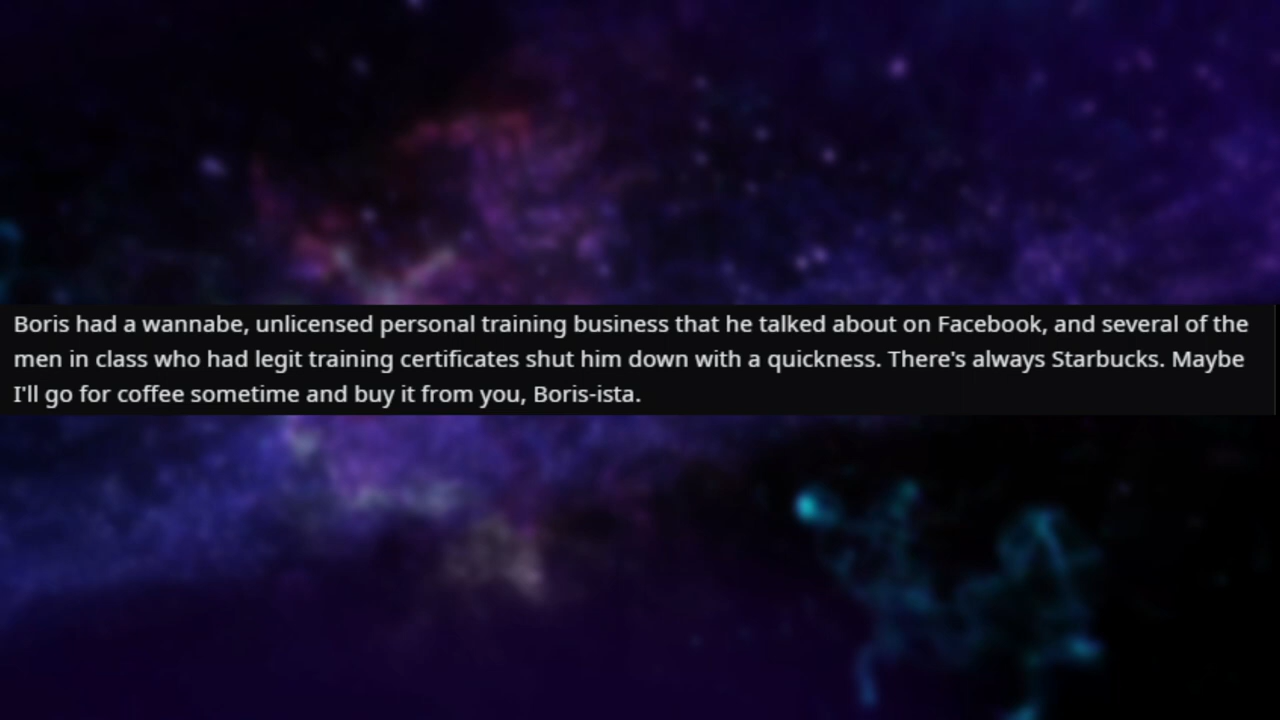 Boris had a wannabe, unlicensed personal training business that he talked about on Facebook, and several of the
men in class who had legit training certificates shut him down with a quickness. There's always Starbucks. Maybe
I'll go for coffee sometime and buy it from you, Boris-ista.